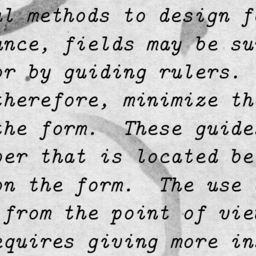 al methods to design f
ance, fields may be su
or by guiding rulers.
therefore, minimize th
the form.  These guide
per that is located be
on the form.  The use
from the point of vie
equires giving more in